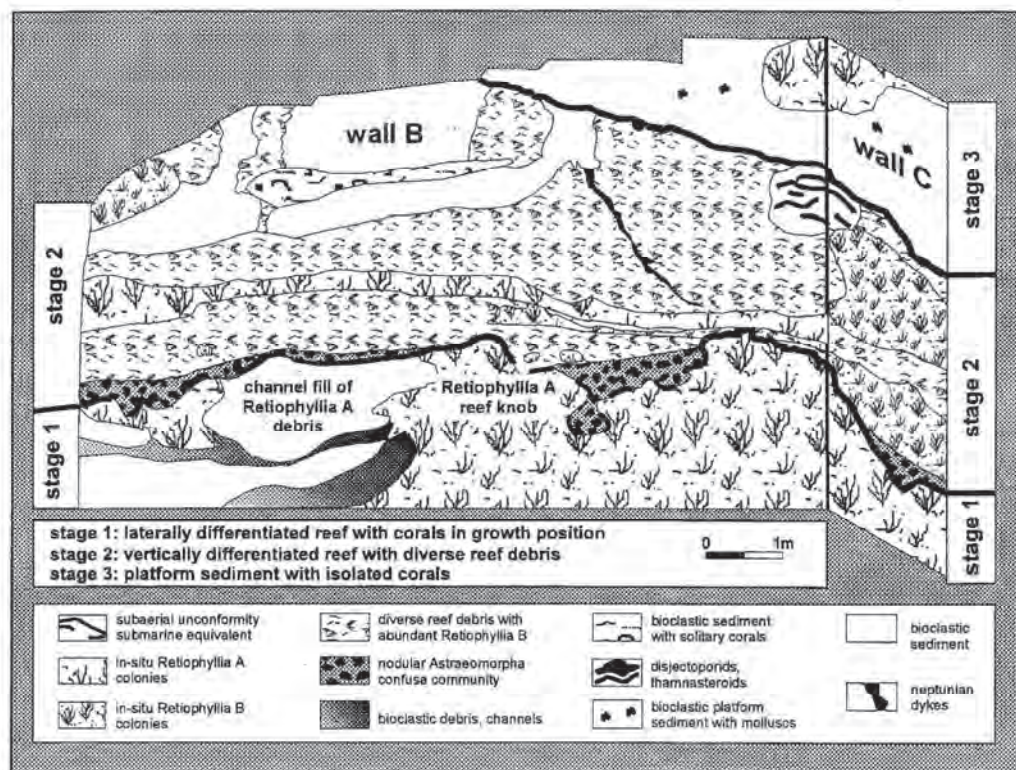 wall B
wall C
stage 3
stage 2
stage 2
channel fill of
Retiophyllia A
debris
Retiophyllia A
reef knob
stage 1
stage 1
stage 1: laterally differentiated reef with corals in growth position
stage 2: vertically differentiated reef with diverse reef debris
stage 3: platform sediment with isolated corals
0 1m
subaerial unconformity
submarine equivalent
in-situ Retiophyllia A
colonies
in-situ Retiophyllia B
colonies
diverse reef debris with
abundant Retiophyllia B
nodular Astraeomorpha
confusa community
bioclastic debris, channels
bioclastic sediment
with solitary corals
disjectoporids,
thamnasteroids
bioclastic platform
sediment with molluscs
bioclastic
sediment
neptunian
dykes